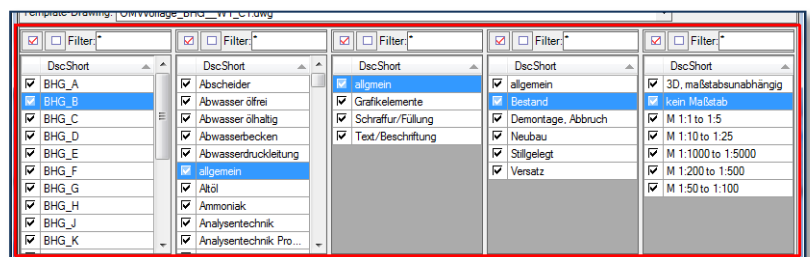 Template Drawing: OMVVorlage_BHG__WT_C1.dwg
Filter:* Filter:* Filter:* Filter:* Filter:*
DscShort DscShort DscShort DscShort DscShort
BHG_A Abscheider allgmein allgemein 3D, maßstabsunabhängig
BHG_B Abwasser ölfrei Grafikelemente Bestand kein Maßstab
BHG_C Abwasser ölhaltig Schraffur/Füllung Demontage, Abbruch M 1:1 to 1:5
BHG_D Abwasserbecken Text/Beschriftung Neubau M 1:10 to 1:25
BHG_E Abwasserdruckleitung Stillgelegt M 1:1000 to 1:5000
BHG_F allgemein Versatz M 1:200 to 1:500
BHG_G Altöl M 1:50 to 1:100
BHG_H Ammoniak
BHG_J Analysentechnik
BHG_K Analysentechnik Pro...